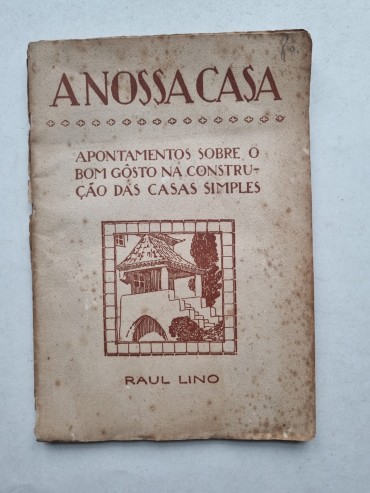 A NOSSA CASA
APONTAMENTOS SOBRE O
BOM GÔSTO NA CONSTRU-
ÇÃO DAS CASAS SIMPLES
RAUL LINO